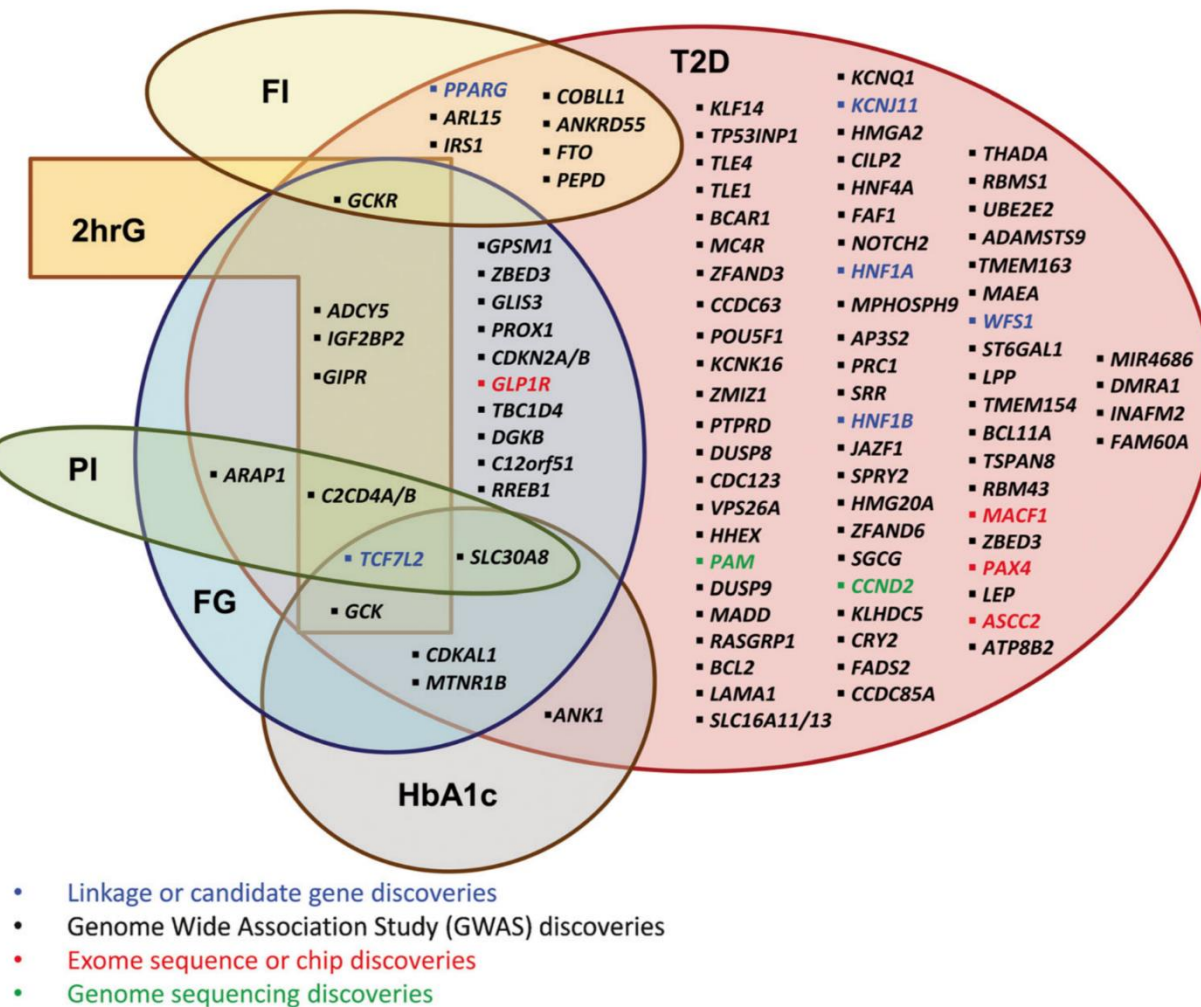 FI
PPARG
ARL15
IRS1
COBLL1
ANKRD55
FTO
PEPD
T2D
2hrG
GCKR
ADCY5
IGF2BP2
GIPR
GPSM1
ZBED3
GLIS3
PROX1
CDKN2A/B
GLP1R
TBC1D4
DGKB
C12orf51
RREB1
PI
ARAP1
C2CD4A/B
TCF7L2
SLC30A8
FG
GCK
CDKAL1
MTNR1B
ANK1
HbA1c
KLF14
TP53INP1
TLE4
TLE1
BCAR1
MC4R
ZFAND3
CCDC63
POU5F1
KCNK16
ZMIZ1
PTPRD
DUSP8
CDC123
VPS26A
HHEX
PAM
DUSP9
MADD
RASGRP1
BCL2
LAMA1
SLC16A11/13
KCNQ1
KCNJ11
HMGA2
CILP2
HNF4A
FAF1
NOTCH2
HNF1A
MPHOSPH9
AP3S2
PRC1
SRR
HNF1B
JAZF1
SPRY2
HMG20A
ZFAND6
SGCG
CCND2
KLHDC5
CRY2
FADS2
CCDC85A
THADA
RBMS1
UBE2E2
ADAMSTS9
TMEM163
MAEA
WFS1
ST6GAL1
LPP
TMEM154
BCL11A
TSPAN8
RBM43
MACF1
ZBED3
PAX4
LEP
ASCC2
ATP8B2
MIR4686
DMRA1
INAFM2
FAM60A
• Linkage or candidate gene discoveries
• Genome Wide Association Study (GWAS) discoveries
• Exome sequence or chip discoveries
• Genome sequencing discoveries